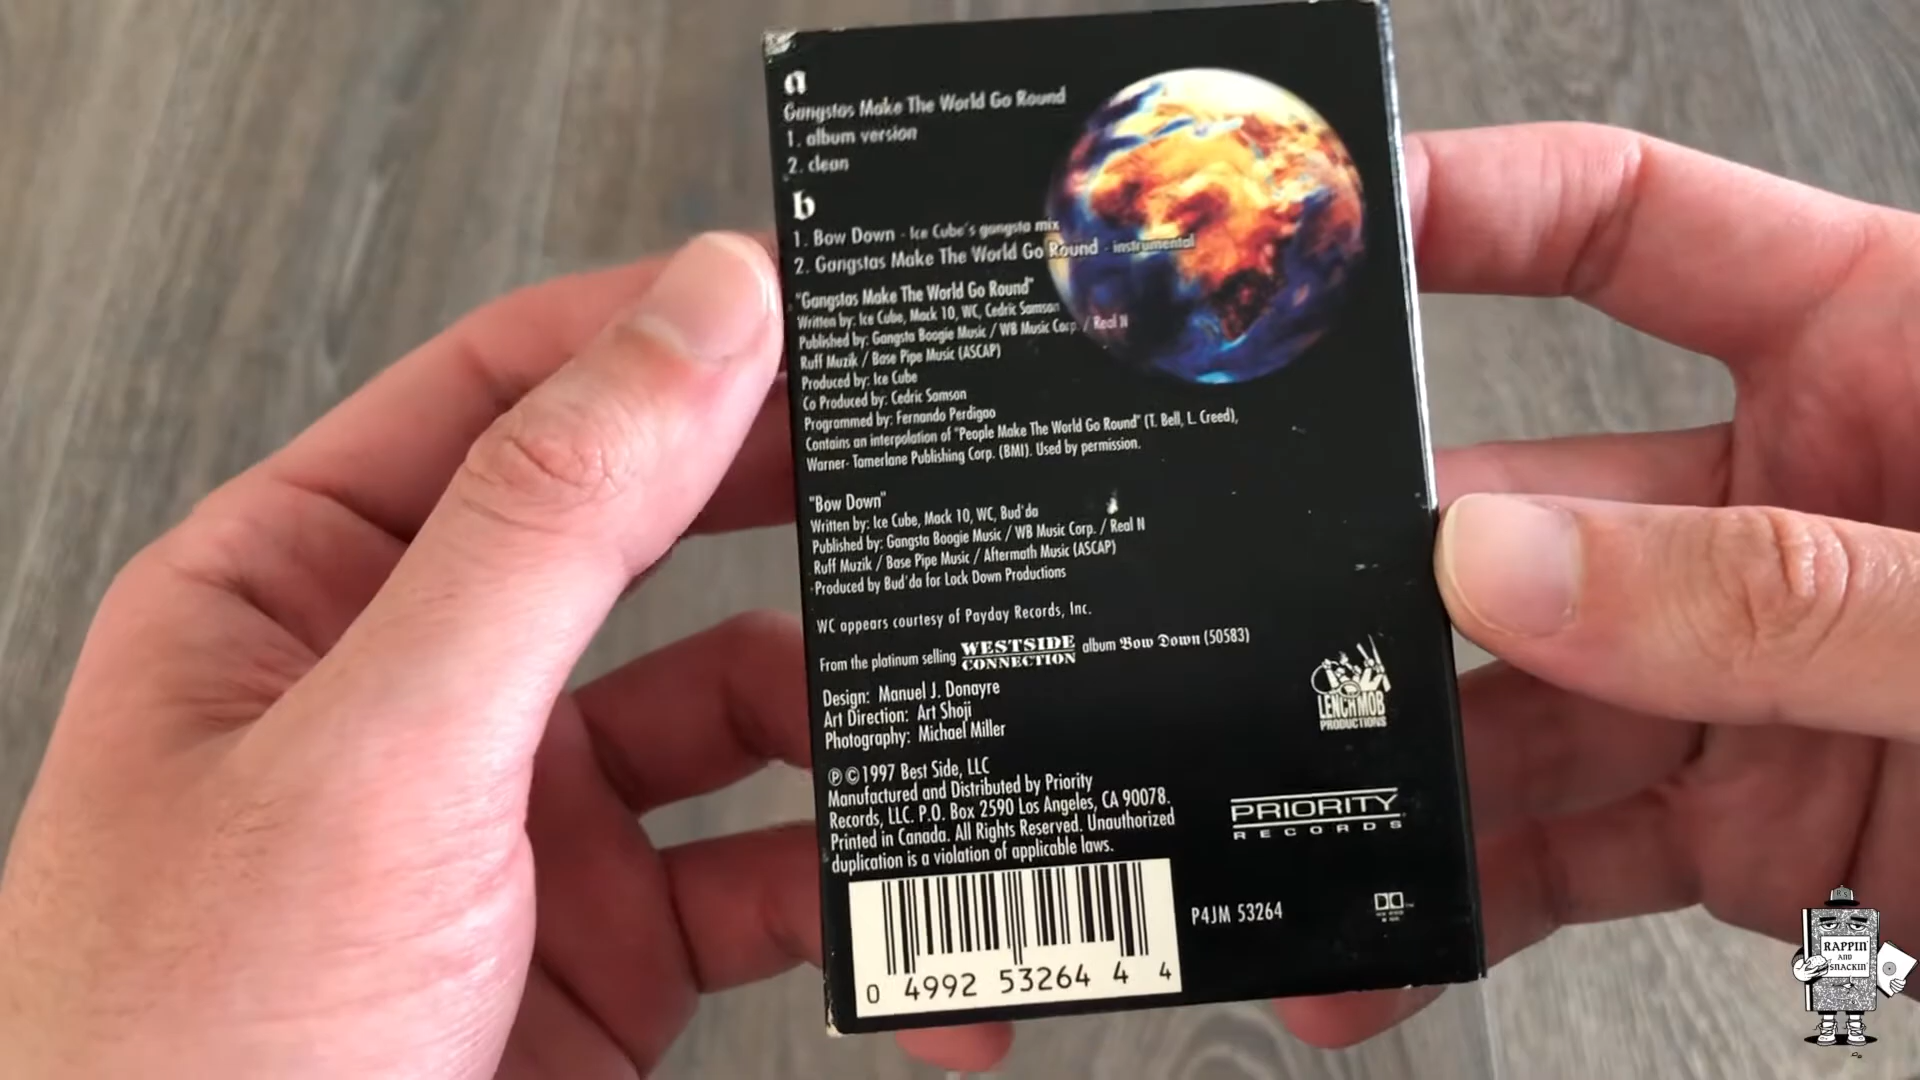 a
Gangstas Make The World Go Round
1. album version
2. clean
b
1. Bow Down - Ice Cube's gangsta mix
2. Gangstas Make The World Go Round - instrumental
"Gangstas Make The World Go Round"
Written by: Ice Cube, Mack 10, WC, Cedric Samson
Published by: Gangsta Boogie Music / WB Music Corp. / Real N
Ruff Muzik / Base Pipe Music (ASCAP)
Produced by: Ice Cube
Co Produced by: Cedric Samson
Programmed by: Fernando Perdigao
Contains an interpolation of "People Make The World Go Round" (T. Bell, L. Creed),
Warner- Tamerlane Publishing Corp. (BMI). Used by permission.
"Bow Down"
Written by: Ice Cube, Mack 10, WC, Bud'da
Published by: Gangsta Boogie Music / WB Music Corp. / Real N
Ruff Muzik / Base Pipe Music / Aftermath Music (ASCAP)
Produced by Bud'da for Lock Down Productions
WC appears courtesy of Payday Records, Inc.
From the platinum selling WESTSIDE CONNECTION album Bow Down (50583)
Design: Manuel J. Donayre
Art Direction: Art Shoji
Photography: Michael Miller
LENCH MOB
PRODUCTIONS
℗©1997 Best Side, LLC
Manufactured and Distributed by Priority
Records, LLC. P.O. Box 2590 Los Angeles, CA 90078.
Printed in Canada. All Rights Reserved. Unauthorized
duplication is a violation of applicable laws.
PRIORITY
RECORDS
P4JM 53264
0 4992 53264 4 4
RAPPIN'
AND
SNACKIN'